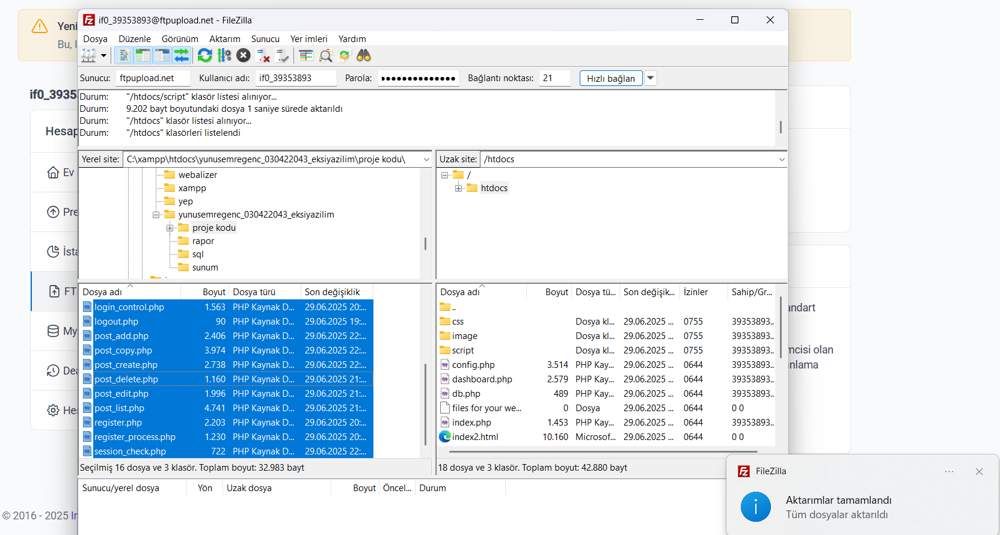 Yeni
Bu, I
if0_3935
Hesap
Ev
Pre
İsta
FT
My
Dea
Hes
© 2016 - 2025 In
if0_39353893@ftpupload.net - FileZilla
Dosya Düzenle Görünüm Aktarım Sunucu Yer imleri Yardım
Sunucu: ftpupload.net Kullanıcı adı: if0_39353893 Parola: ●●●●●●●●●●●●●● Bağlantı noktası: 21 Hızlı bağlan
Durum: "/htdocs/script" klasör listesi alınıyor...
Durum: 9.202 bayt boyutundaki dosya 1 saniye sürede aktarıldı
Durum: "/htdocs" klasör listesi alınıyor...
Durum: "/htdocs" klasörleri listelendi
Yerel site: C:\xampp\htdocs\yunusemregenc_030422043_eksiyazilim\proje kodu\
webalizer
xampp
yep
yunusemregenc_030422043_eksiyazilim
proje kodu
rapor
sql
sunum
Uzak site: /htdocs
/
htdocs
Dosya adı Boyut Dosya türü Son değişiklik
login_control.php 1.563 PHP Kaynak D... 29.06.2025 20:...
logout.php 90 PHP Kaynak D... 29.06.2025 19:...
post_add.php 2.406 PHP Kaynak D... 29.06.2025 22:...
post_copy.php 3.974 PHP Kaynak D... 29.06.2025 22:...
post_create.php 2.738 PHP Kaynak D... 29.06.2025 22:...
post_delete.php 1.160 PHP Kaynak D... 29.06.2025 21:...
post_edit.php 1.996 PHP Kaynak D... 29.06.2025 21:...
post_list.php 4.741 PHP Kaynak D... 29.06.2025 21:...
register.php 2.203 PHP Kaynak D... 29.06.2025 20:...
register_process.php 1.230 PHP Kaynak D... 29.06.2025 20:...
session_check.php 722 PHP Kaynak D... 29.06.2025 22:...
Seçilmiş 16 dosya ve 3 klasör. Toplam boyut: 32.983 bayt
Dosya adı Boyut Dosya tü... Son değişik... İzinler Sahip/Gr...
..
css Dosya kl... 29.06.2025 ... 0755 39353893...
image Dosya kl... 29.06.2025 ... 0755 39353893...
script Dosya kl... 29.06.2025 ... 0755 39353893...
config.php 3.514 PHP Kay... 29.06.2025 ... 0644 39353893...
dashboard.php 2.579 PHP Kay... 29.06.2025 ... 0644 39353893...
db.php 489 PHP Kay... 29.06.2025 ... 0644 39353893...
files for your we... 0 Dosya 29.06.2025 ... 0644 0 0
index.php 1.453 PHP Kay... 29.06.2025 ... 0644 39353893...
index2.html 10.160 Microsof... 29.06.2025 ... 0644 0 0
18 dosya ve 3 klasör. Toplam boyut: 42.880 bayt
Sunucu/yerel dosya Yön Uzak dosya Boyut Öncel... Durum
andart
mcisi olan
nlama
FileZilla
Aktarımlar tamamlandı
Tüm dosyalar aktarıldı